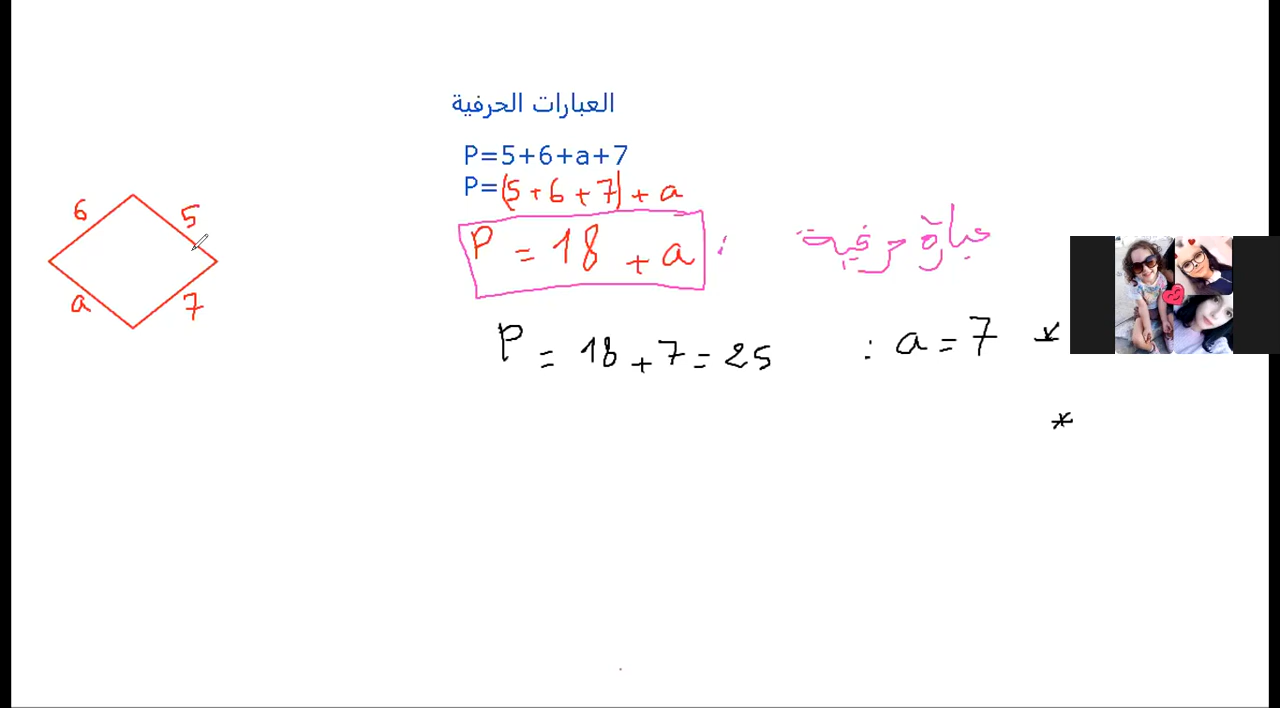 العبارات الحرفية
P=5+6+a+7
P=(5+6+7)+a
P=18+a : عبارة حرفية
* a=7 : P=18+7=25
*
6
5
a
7